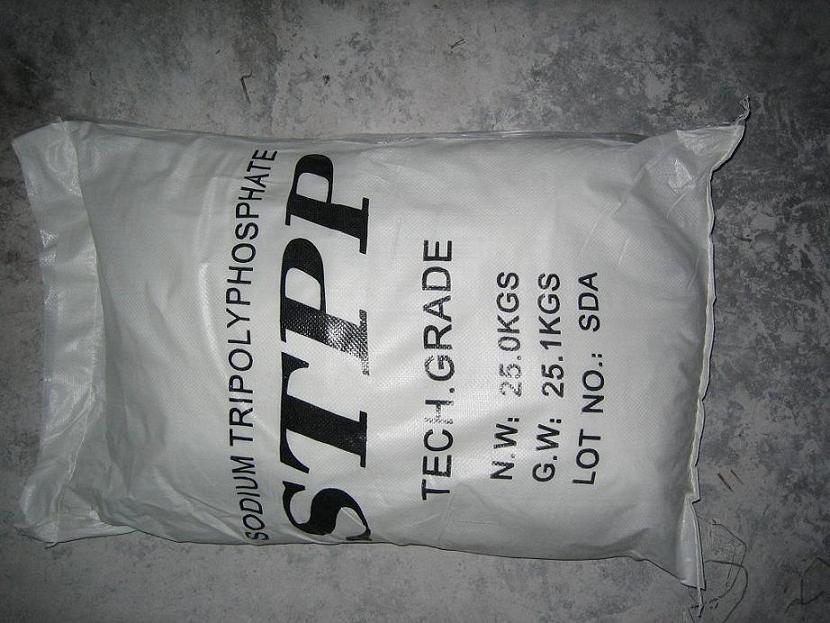 SODIUM TRIPOLYPHOSPHATE
STPP
TECH.GRADE
N.W: 25.0KGS
G.W: 25.1KGS
LOT NO.: SDA